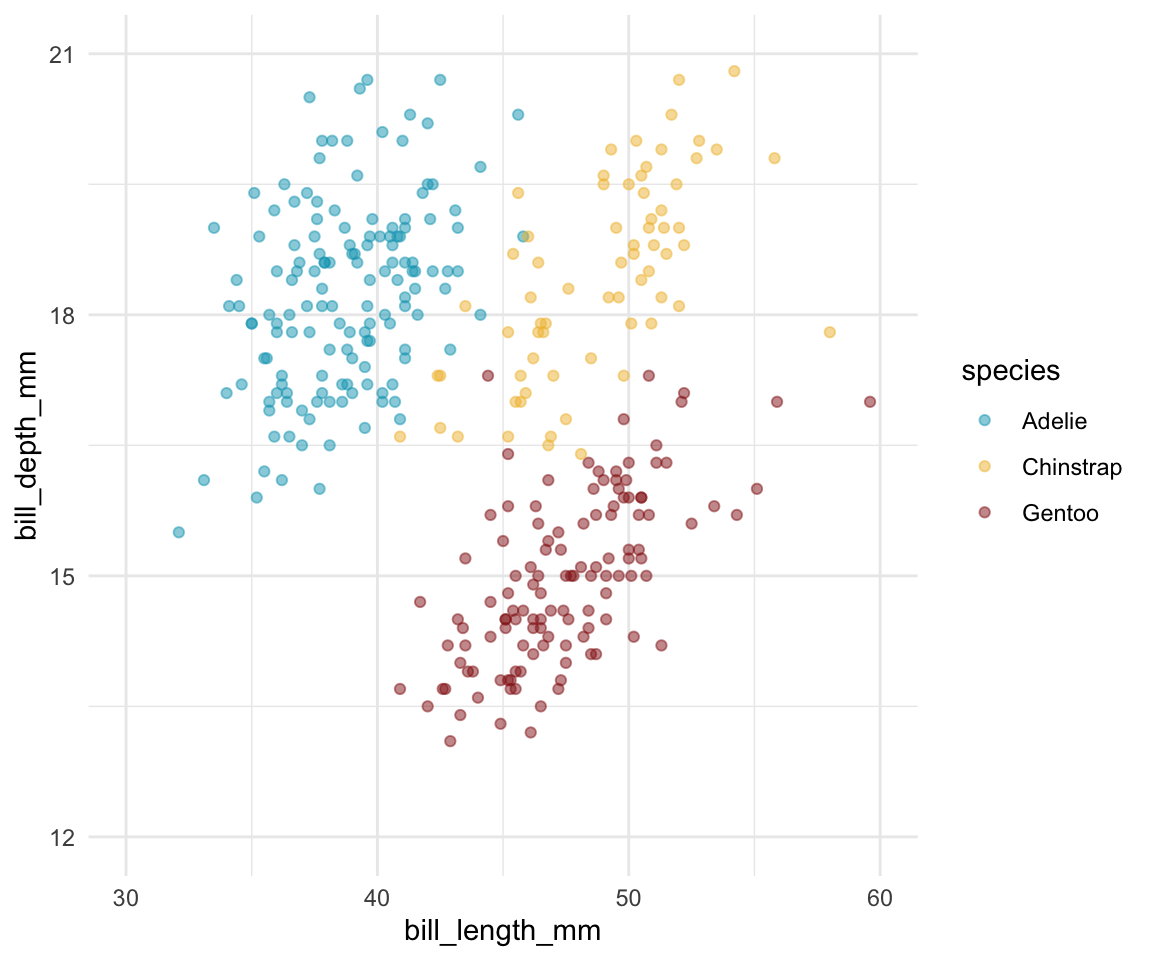 21
18
15
12
bill_depth_mm
30 40 50 60
bill_length_mm
species
Adelie
Chinstrap
Gentoo